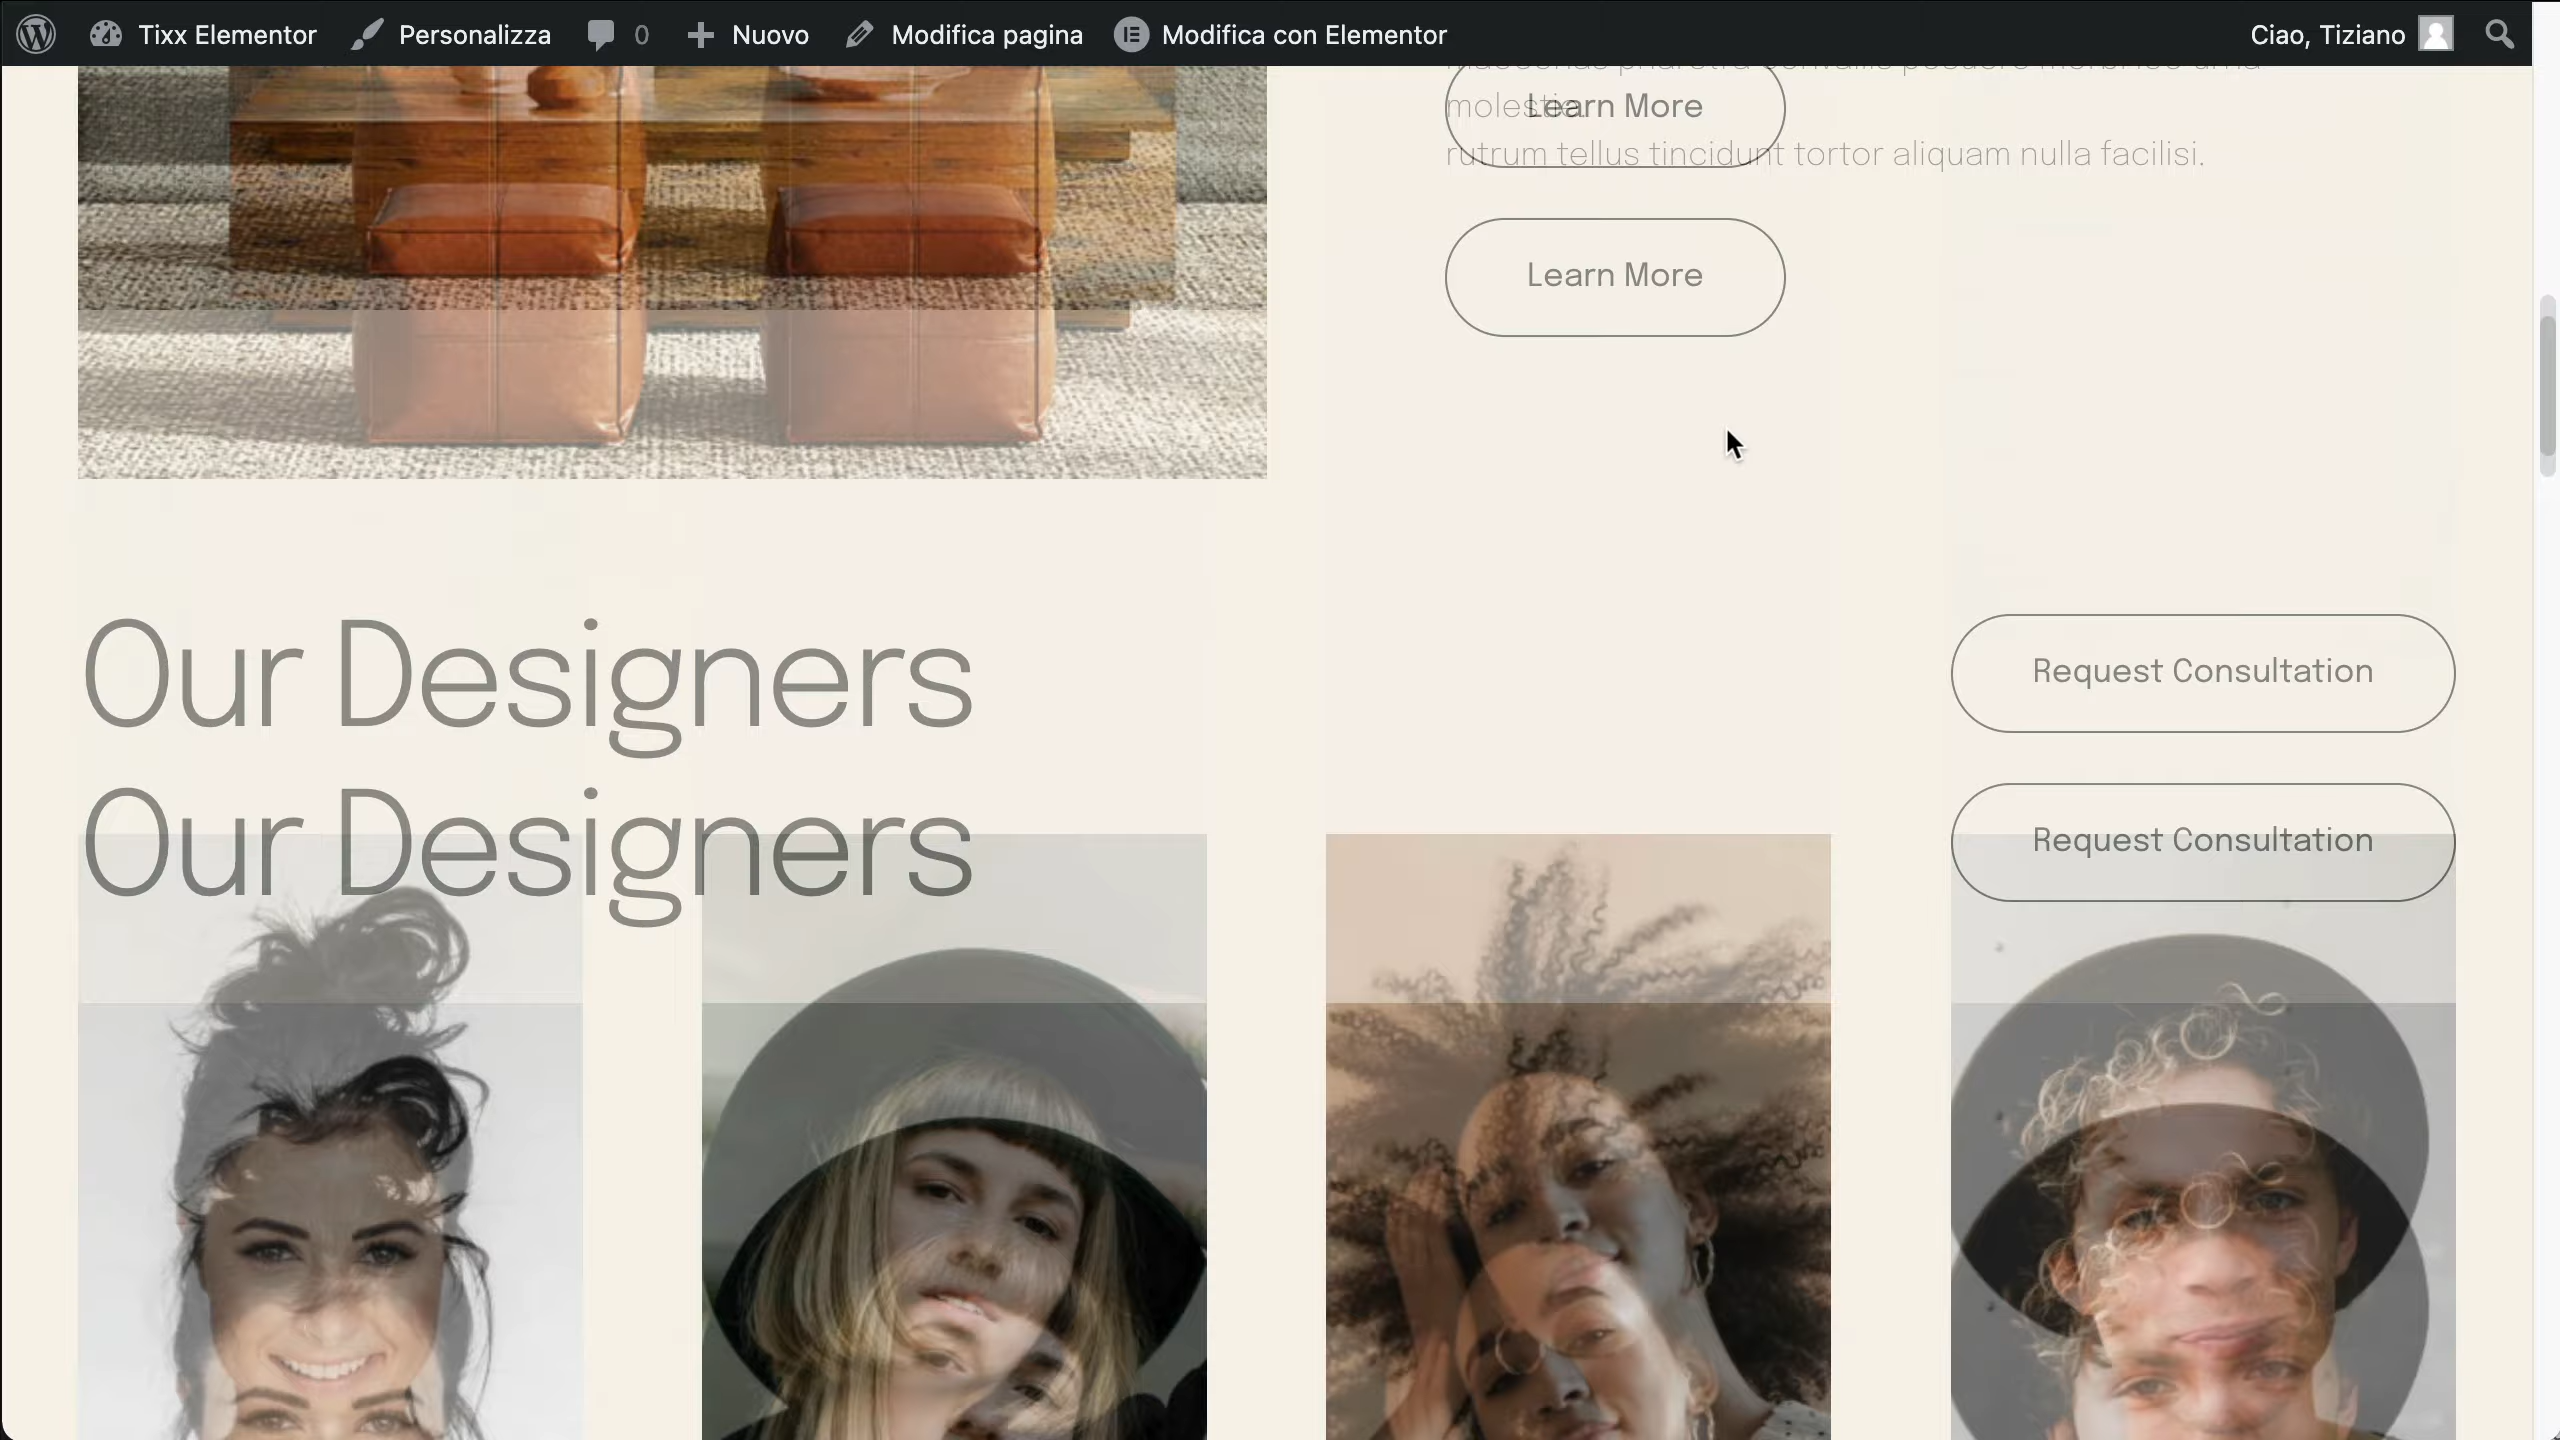 Tixx Elementor Personalizza 0 Nuovo Modifica pagina Modifica con Elementor Ciao, Tiziano
molestie.
Learn More
rutrum tellus tincidunt tortor aliquam nulla facilisi.
Learn More
Our Designers
Request Consultation
Our Designers
Request Consultation